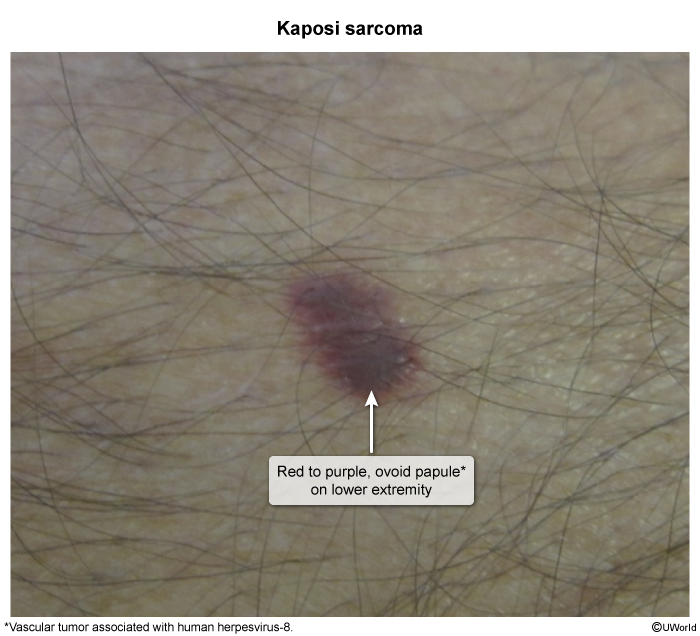 Kaposi sarcoma
Red to purple, ovoid papule*
on lower extremity
*Vascular tumor associated with human herpesvirus-8.
©UWorld